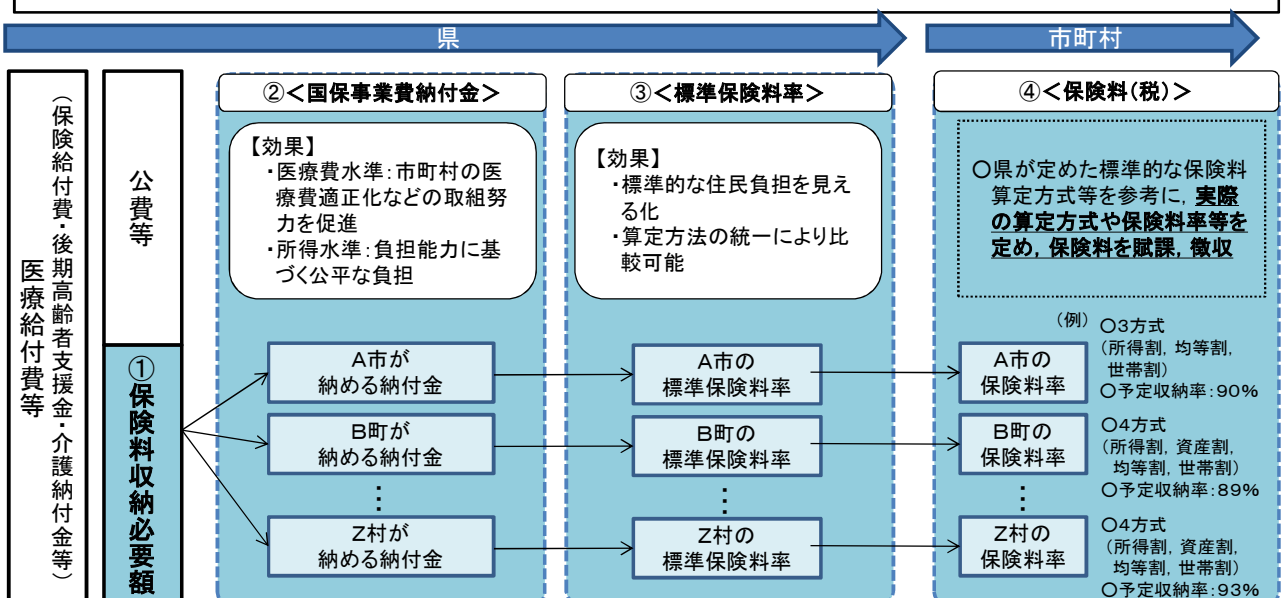 県
市町村
医療給付費等
（保険給付費・後期高齢者支援金・介護納付金等）
公費等
①保険料収納必要額
②＜国保事業費納付金＞
【効果】
・医療費水準：市町村の医
療費適正化などの取組努
力を促進
・所得水準：負担能力に基
づく公平な負担
A市が
納める納付金
B町が
納める納付金
⋮
Z村が
納める納付金
③＜標準保険料率＞
【効果】
・標準的な住民負担を見え
る化
・算定方法の統一により比
較可能
A市の
標準保険料率
B町の
標準保険料率
⋮
Z村の
標準保険料率
④＜保険料（税）＞
○県が定めた標準的な保険料
算定方式等を参考に，実際
の算定方式や保険料率等を
定め，保険料を賦課，徴収
（例）
A市の
保険料率
○3方式
（所得割，均等割，
世帯割）
○予定収納率：90％
B町の
保険料率
○4方式
（所得割，資産割，
均等割，世帯割）
○予定収納率：89％
⋮
Z村の
保険料率
○4方式
（所得割，資産割，
均等割，世帯割）
○予定収納率：93％